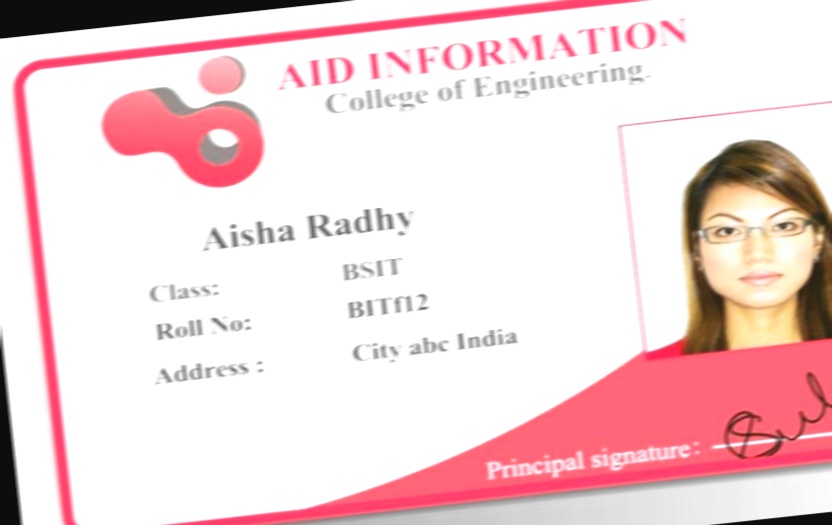 AID INFORMATION
College of Engineering.
Aisha Radhy
Class: BSIT
Roll No: BITf12
Address : City abc India
Principal signature: